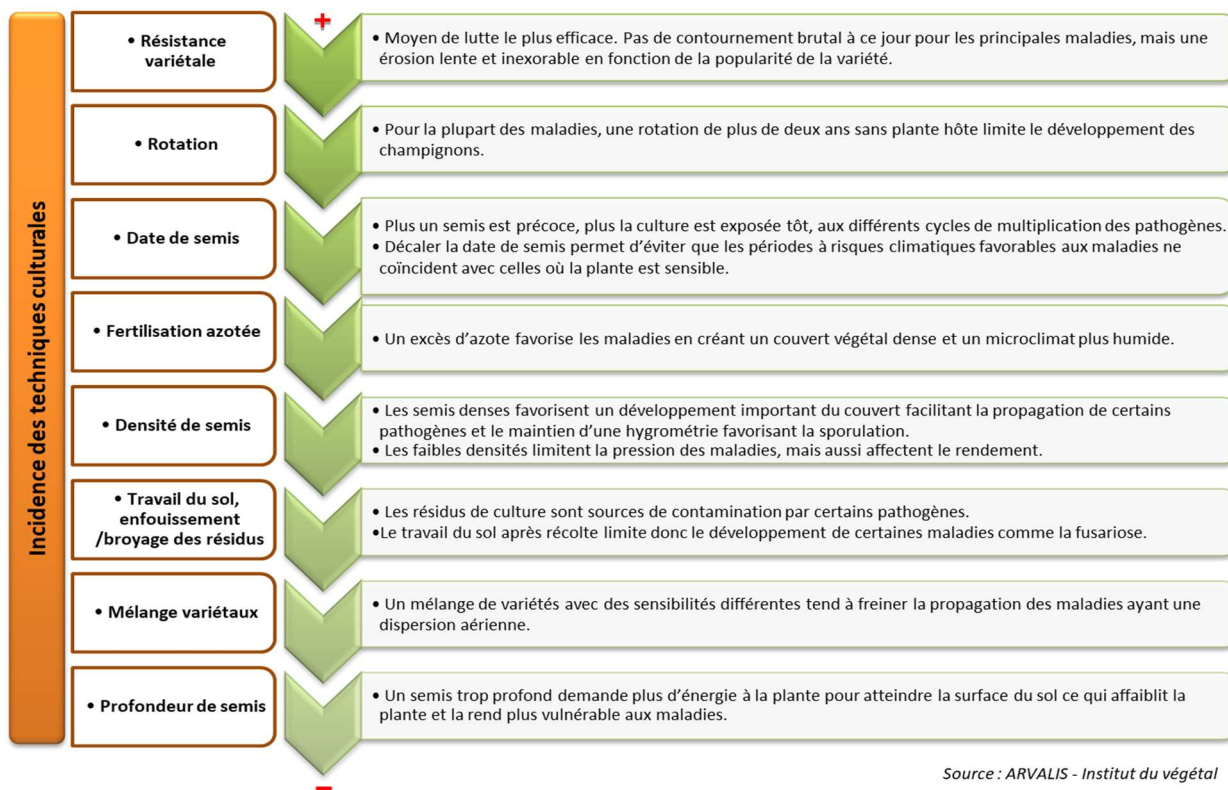 Incidence des techniques culturales
+
• Résistance
variétale
• Moyen de lutte le plus efficace. Pas de contournement brutal à ce jour pour les principales maladies, mais une
érosion lente et inexorable en fonction de la popularité de la variété.
• Rotation
• Pour la plupart des maladies, une rotation de plus de deux ans sans plante hôte limite le développement des
champignons.
• Date de semis
• Plus un semis est précoce, plus la culture est exposée tôt, aux différents cycles de multiplication des pathogènes.
• Décaler la date de semis permet d’éviter que les périodes à risques climatiques favorables aux maladies ne
coïncident avec celles où la plante est sensible.
• Fertilisation azotée
• Un excès d’azote favorise les maladies en créant un couvert végétal dense et un microclimat plus humide.
• Densité de semis
• Les semis denses favorisent un développement important du couvert facilitant la propagation de certains
pathogènes et le maintien d’une hygrométrie favorisant la sporulation.
• Les faibles densités limitent la pression des maladies, mais aussi affectent le rendement.
• Travail du sol,
enfouissement
/broyage des résidus
• Les résidus de culture sont sources de contamination par certains pathogènes.
•Le travail du sol après récolte limite donc le développement de certaines maladies comme la fusariose.
• Mélange variétaux
• Un mélange de variétés avec des sensibilités différentes tend à freiner la propagation des maladies ayant une
dispersion aérienne.
• Profondeur de semis
• Un semis trop profond demande plus d’énergie à la plante pour atteindre la surface du sol ce qui affaiblit la
plante et la rend plus vulnérable aux maladies.
–
Source : ARVALIS - Institut du végétal